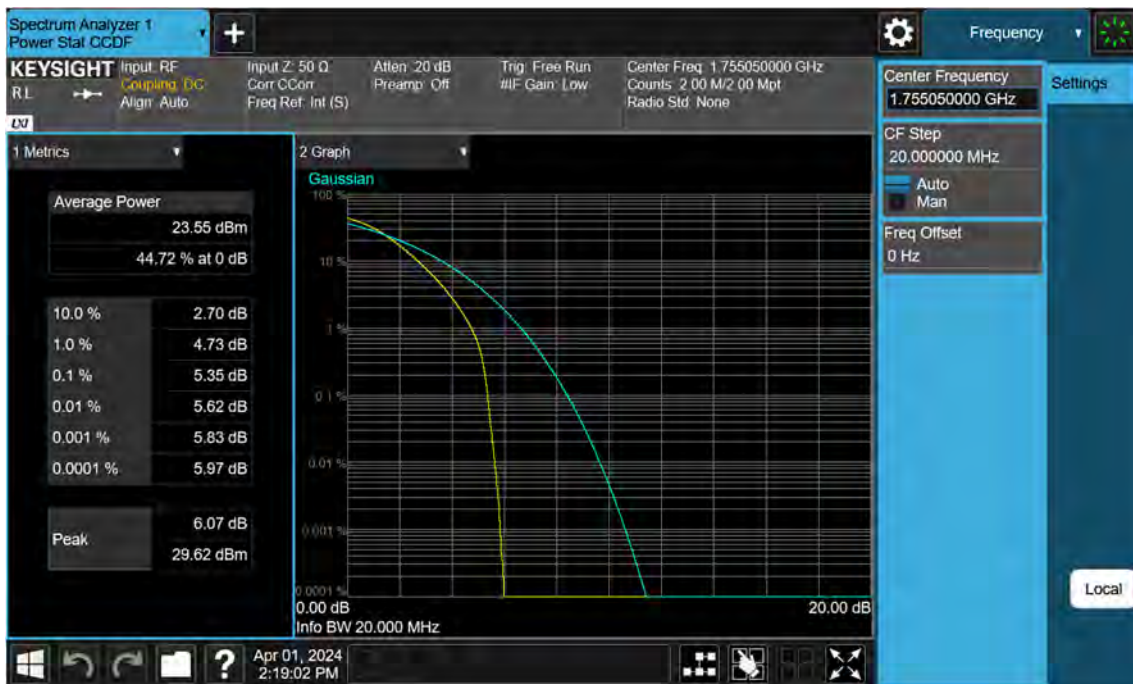 Spectrum Analyzer 1
Power Stat CCDF
+
Frequency
KEYSIGHT
RL
LXI
Input: RF
Coupling: DC
Align: Auto
Input Z: 50 Ω
Corr CCorr
Freq Ref: Int (S)
Atten: 20 dB
Preamp: Off
Trig: Free Run
#IF Gain: Low
Center Freq: 1.755050000 GHz
Counts: 2.00 M/2.00 Mpt
Radio Std: None
Center Frequency
1.755050000 GHz
Settings
CF Step
20.000000 MHz
Auto
Man
Freq Offset
0 Hz
1 Metrics
Average Power
23.55 dBm
44.72 % at 0 dB
10.0 % 2.70 dB
1.0 % 4.73 dB
0.1 % 5.35 dB
0.01 % 5.62 dB
0.001 % 5.83 dB
0.0001 % 5.97 dB
Peak
6.07 dB
29.62 dBm
2 Graph
Gaussian
100 %
10 %
1 %
0.1 %
0.01 %
0.001 %
0.0001 %
0.00 dB 20.00 dB
Info BW 20.000 MHz
Local
?
Apr 01, 2024
2:19:02 PM